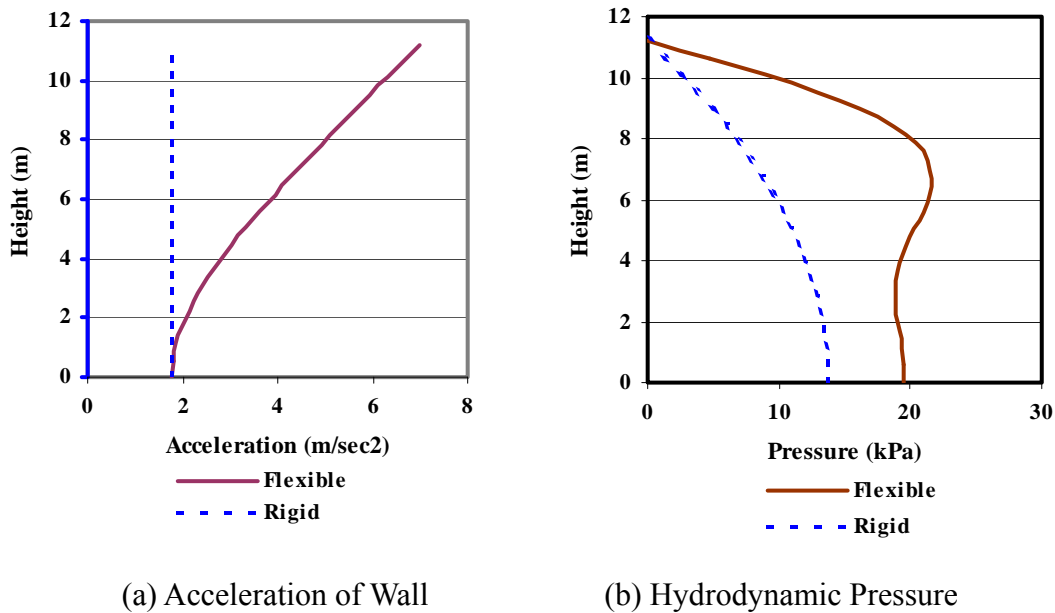 12
10
8
6
4
2
0
Height (m)
0 2 4 6 8
Acceleration (m/sec2)
Flexible
Rigid
(a) Acceleration of Wall
12
10
8
6
4
2
0
Height (m)
0 10 20 30
Pressure (kPa)
Flexible
Rigid
(b) Hydrodynamic Pressure